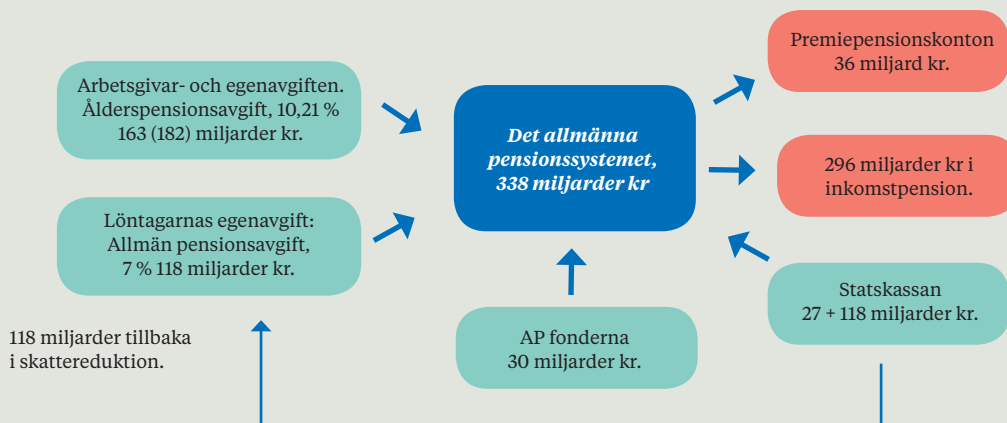 Arbetsgivar- och egenavgiften.
Ålderspensionsavgift, 10,21 %
163 (182) miljarder kr.
Löntagarnas egenavgift:
Allmän pensionsavgift,
7 % 118 miljarder kr.
118 miljarder tillbaka
i skattereduktion.
Det allmänna
pensionssystemet,
338 miljarder kr
AP fonderna
30 miljarder kr.
Premiepensionskonton
36 miljard kr.
296 miljarder kr i
inkomstpension.
Statskassan
27 + 118 miljarder kr.